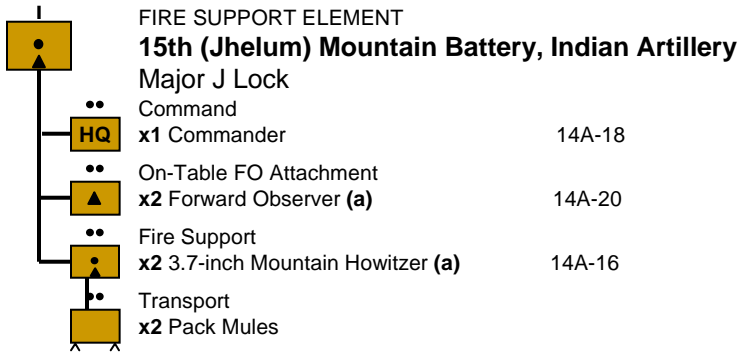 FIRE SUPPORT ELEMENT
15th (Jhelum) Mountain Battery, Indian Artillery
Major J Lock
Command
HQ x1 Commander 14A-18
On-Table FO Attachment
x2 Forward Observer (a) 14A-20
Fire Support
x2 3.7-inch Mountain Howitzer (a) 14A-16
Transport
x2 Pack Mules